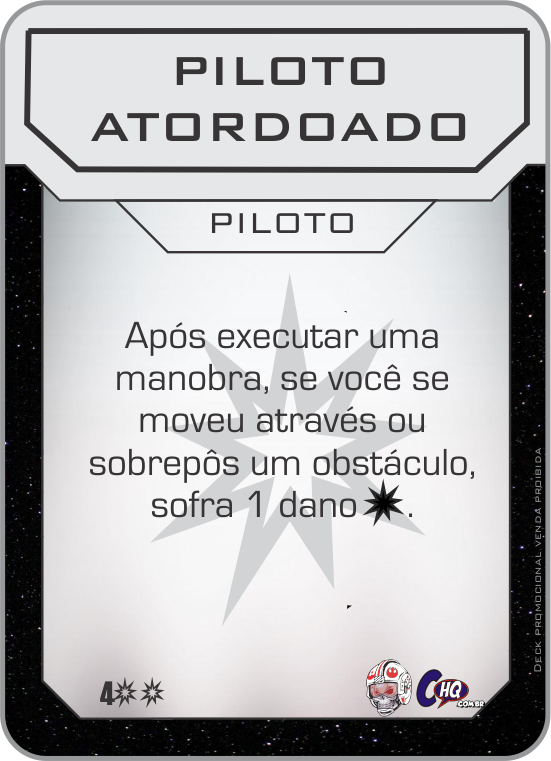 PILOTO
ATORDOADO
PILOTO
Após executar uma
manobra, se você se
moveu através ou
sobrepôs um obstáculo,
sofra 1 dano.
DECK PROMOCIONAL VENDA PROIBIDA
4
CHQ
.COM.BR